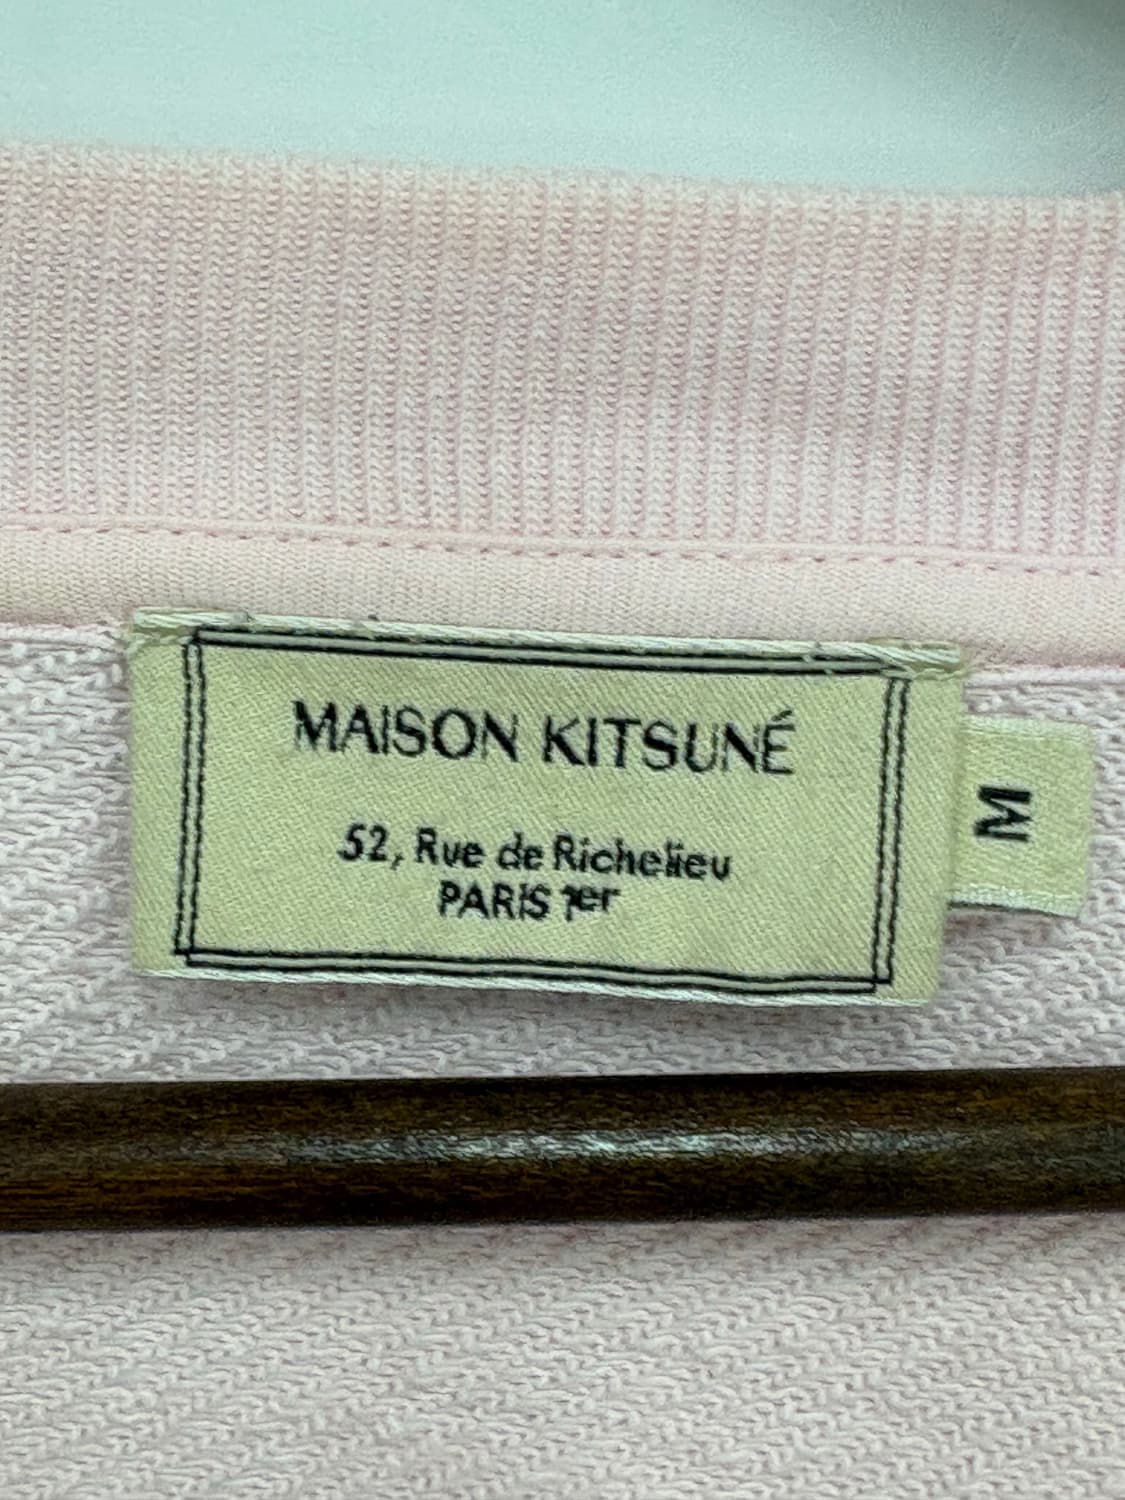 MAISON KITSUNÉ
52, Rue de Richelieu
PARIS 1er
M